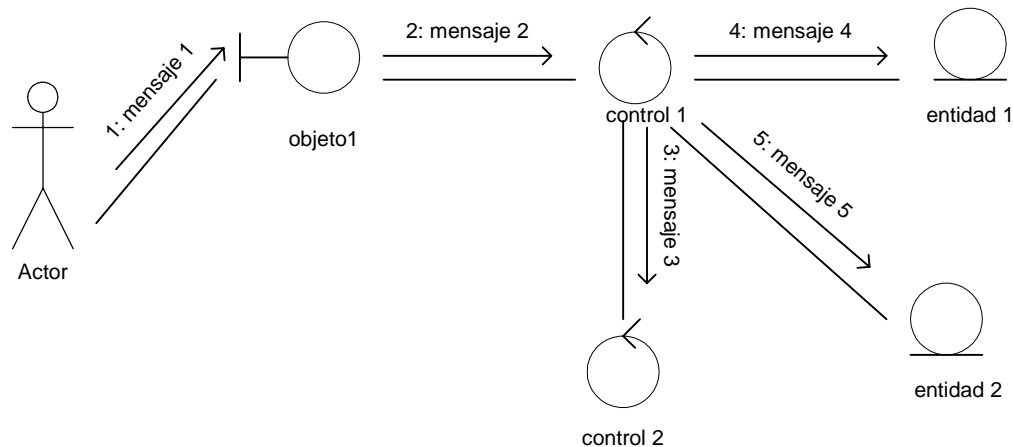 1: mensaje 1
2: mensaje 2
4: mensaje 4
objeto1
control 1
entidad 1
3: mensaje 3
5: mensaje 5
Actor
entidad 2
control 2